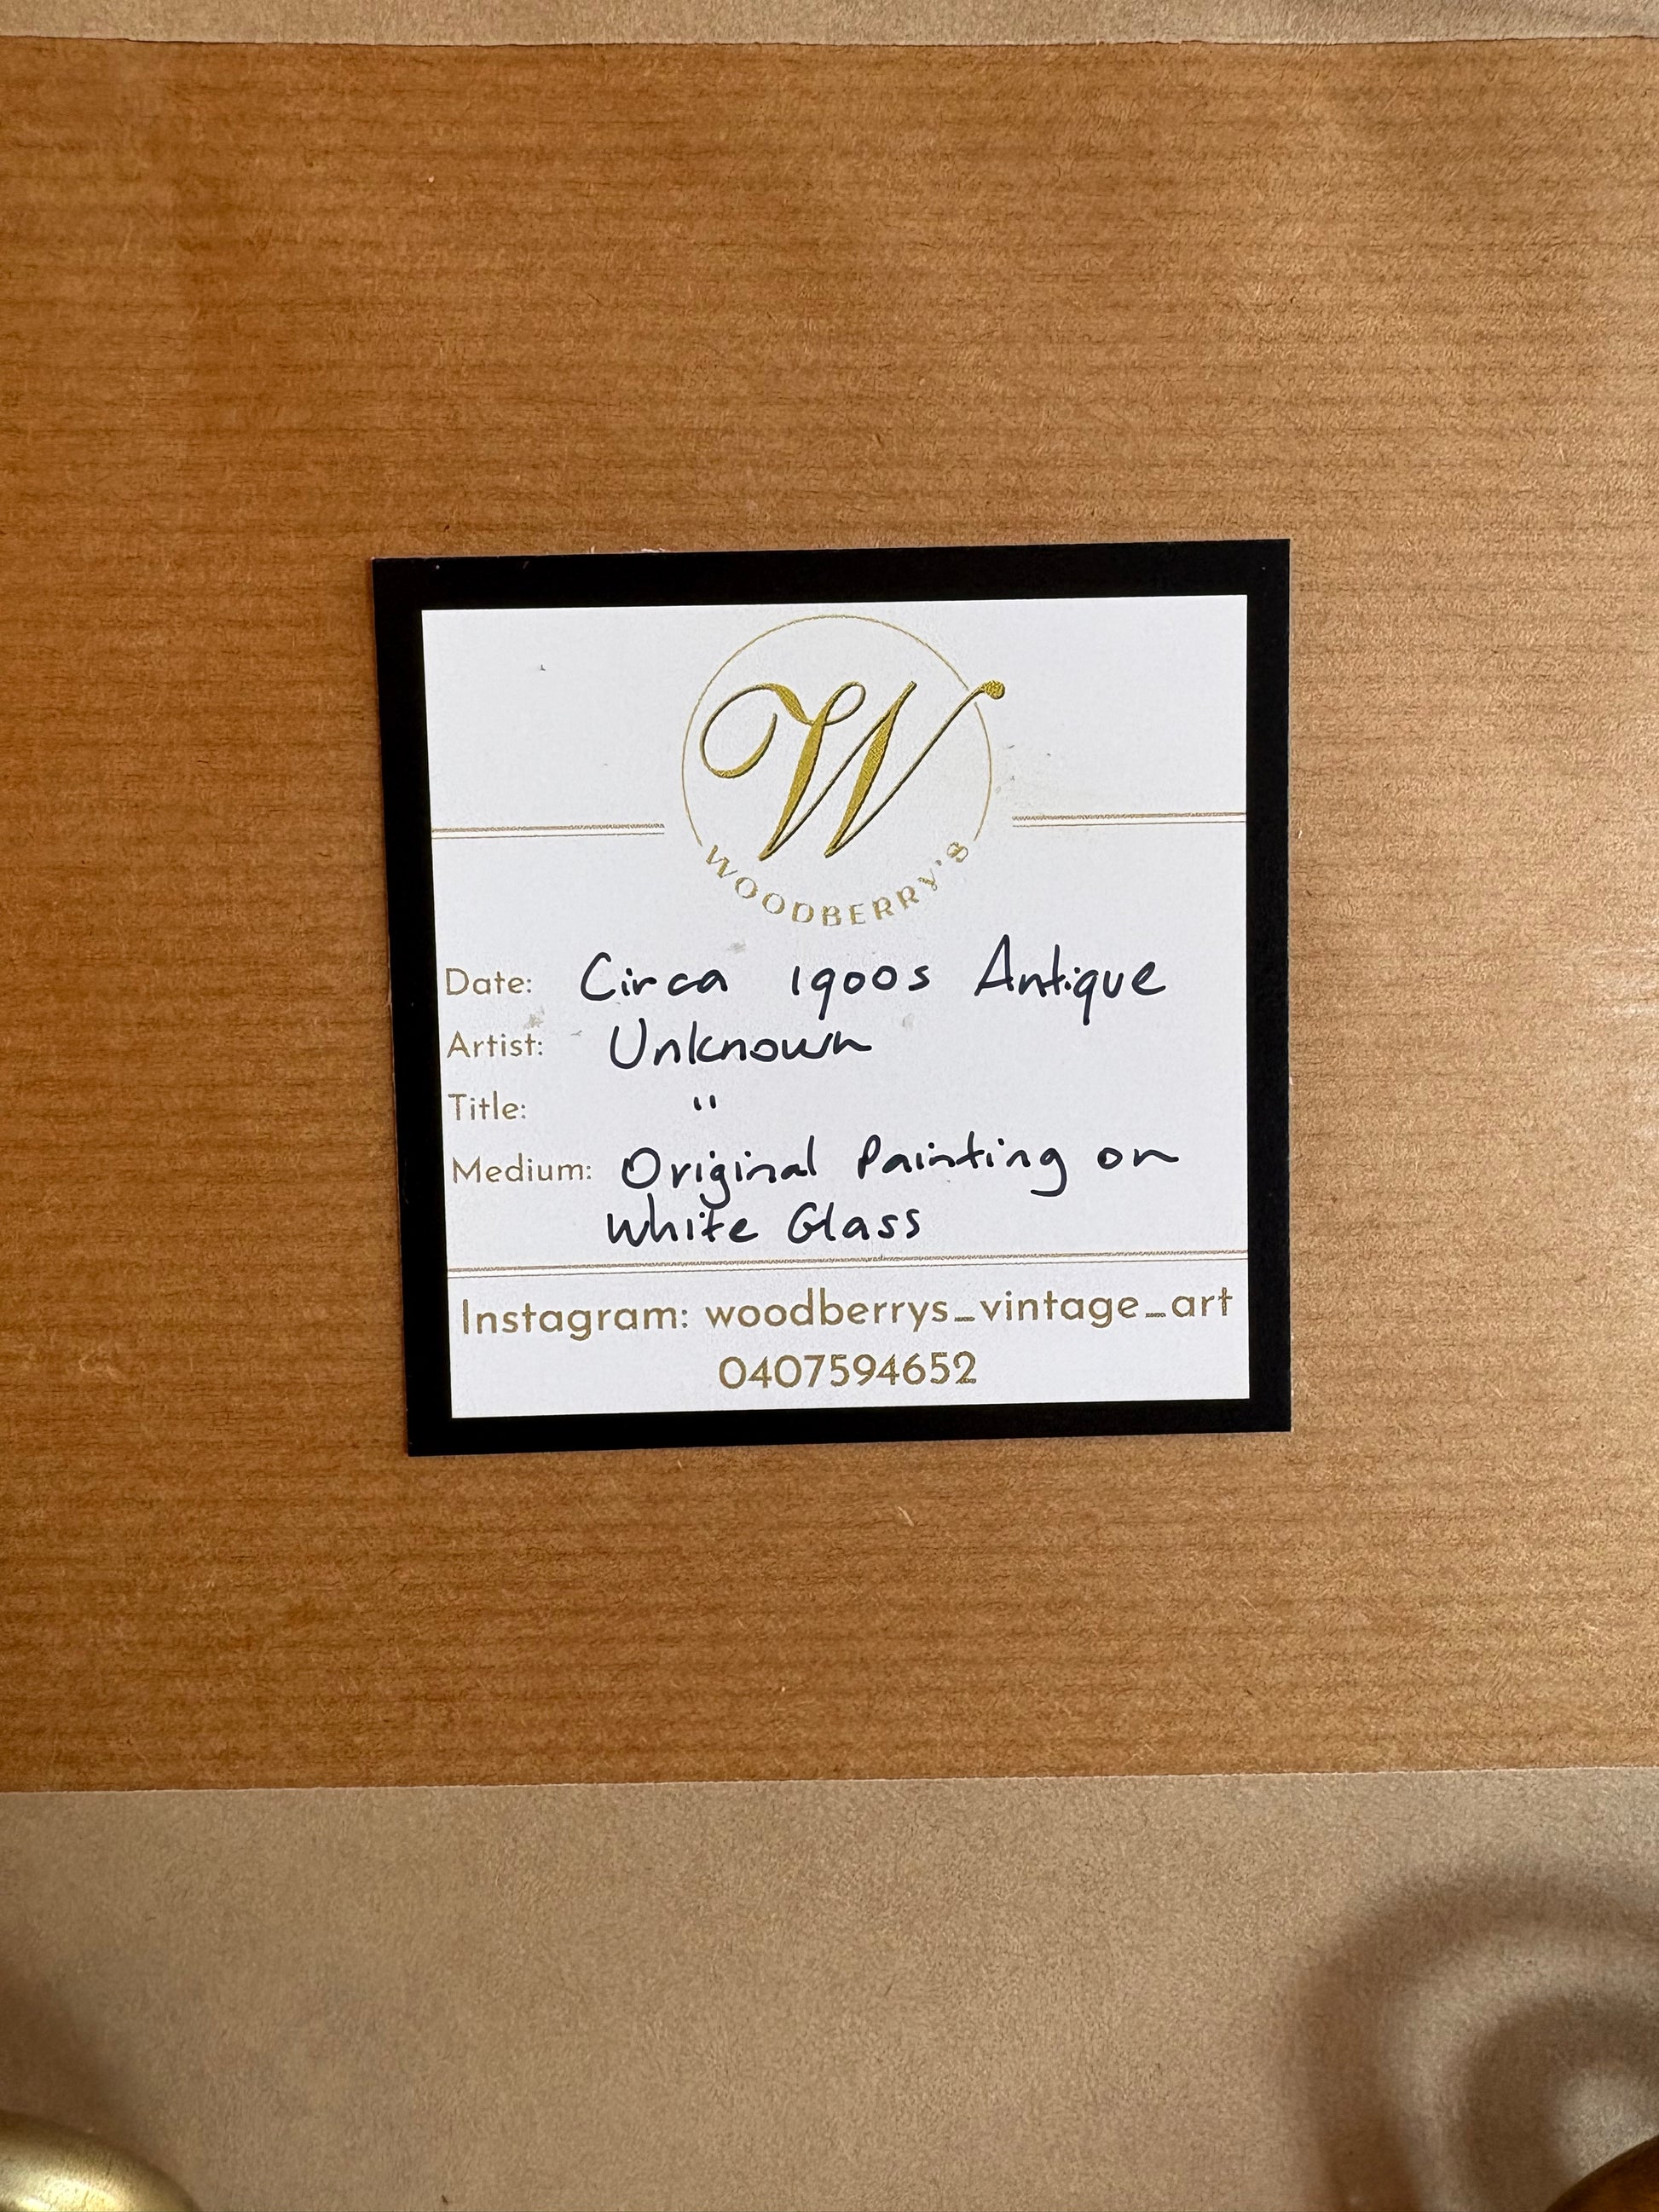 W
WOODBERRY'S
Date: Circa 1900s Antique
Artist: Unknown
Title: "
Medium: Original Painting on
White Glass
Instagram: woodberrys_vintage_art
0407594652